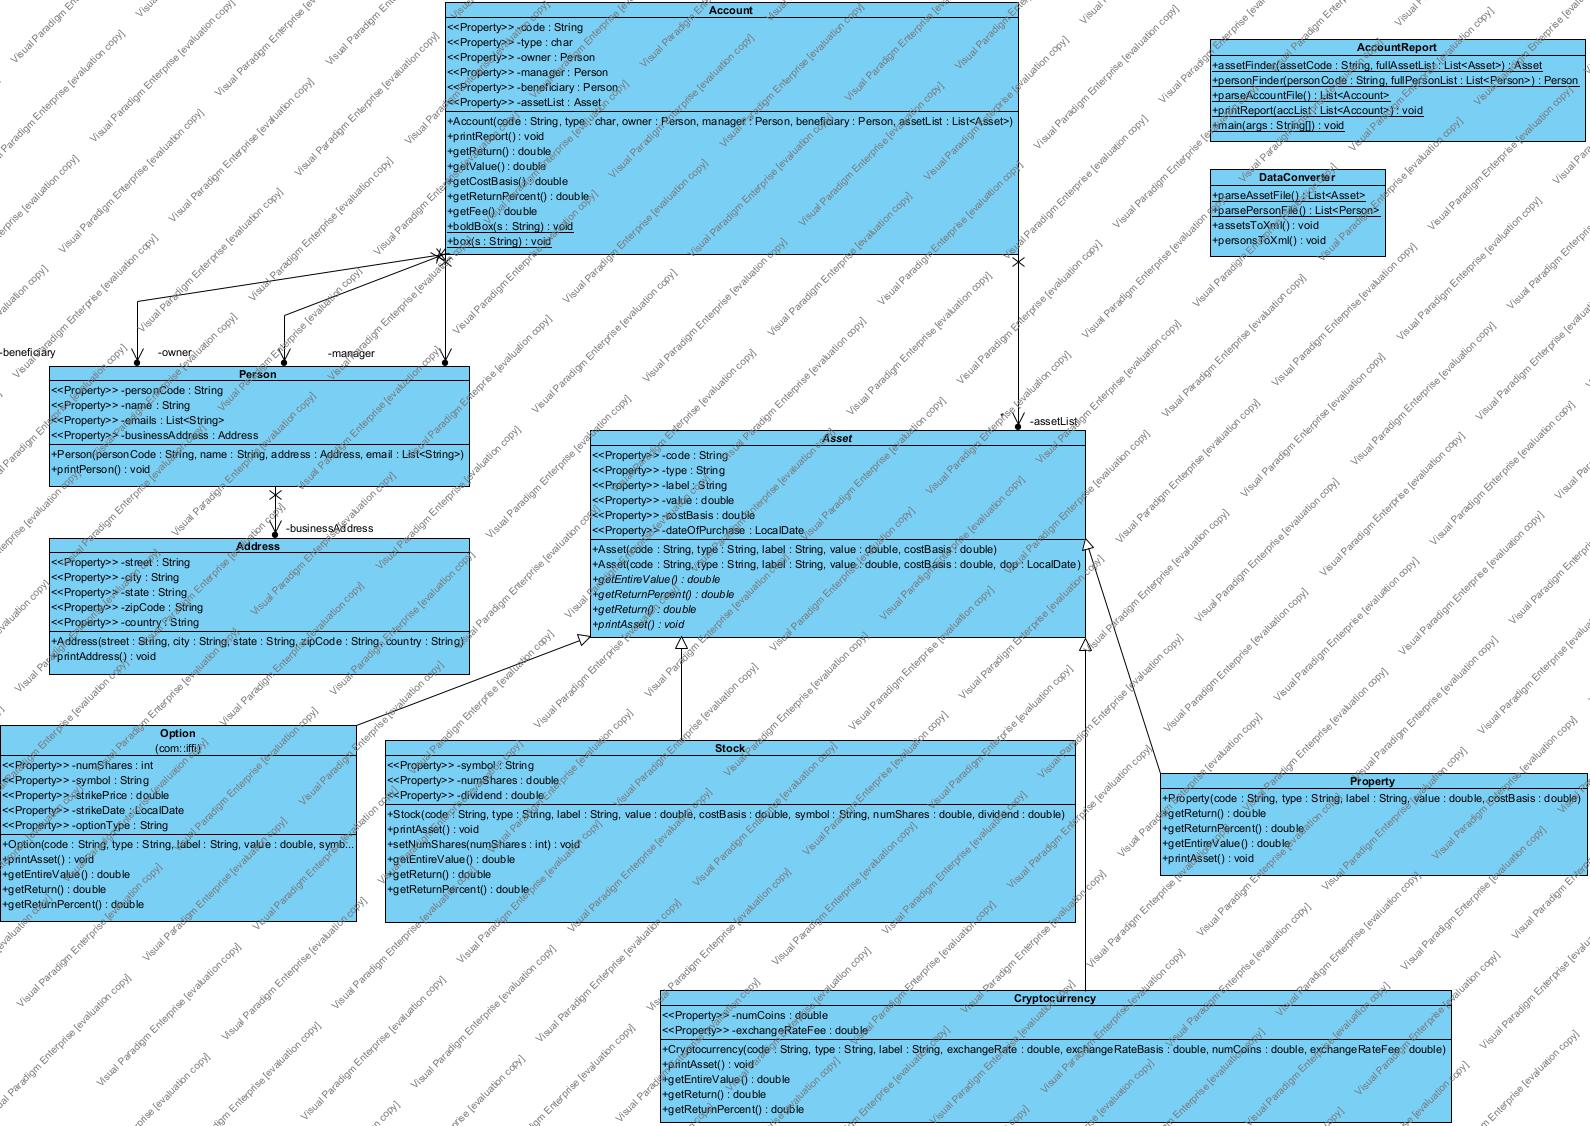 Account
<<Property>> -code : String
<<Property>> -type : char
<<Property>> -owner : Person
<<Property>> -manager : Person
<<Property>> -beneficiary : Person
<<Property>> -assetList : Asset
+Account(code : String, type : char, owner : Person, manager : Person, beneficiary : Person, assetList : List<Asset>)
+printReport() : void
+getReturn() : double
+getValue() : double
+getCostBasis() : double
+getReturnPercent() : double
+getFee() : double
+boldBox(s : String) : void
+box(s : String) : void
AccountReport
+assetFinder(assetCode : String, fullAssetList : List<Asset>) : Asset
+personFinder(personCode : String, fullPersonList : List<Person>) : Person
+parseAccountFile() : List<Account>
+printReport(accList : List<Account>) : void
+main(args : String[]) : void
DataConverter
+parseAssetFile() : List<Asset>
+parsePersonFile() : List<Person>
+assetsToXml() : void
+personsToXml() : void
-beneficiary
-owner
-manager
Person
<<Property>> -personCode : String
<<Property>> -name : String
<<Property>> -emails : List<String>
<<Property>> -businessAddress : Address
+Person(personCode : String, name : String, address : Address, email : List<String>)
+printPerson() : void
*
-assetList
Asset
<<Property>> -code : String
<<Property>> -type : String
<<Property>> -label : String
<<Property>> -value : double
<<Property>> -costBasis : double
<<Property>> -dateOfPurchase : LocalDate
+Asset(code : String, type : String, label : String, value : double, costBasis : double)
+Asset(code : String, type : String, label : String, value : double, costBasis : double, dop : LocalDate)
+getEntireValue() : double
+getReturnPercent() : double
+getReturn() : double
+printAsset() : void
-businessAddress
Address
<<Property>> -street : String
<<Property>> -city : String
<<Property>> -state : String
<<Property>> -zipCode : String
<<Property>> -country : String
+Address(street : String, city : String, state : String, zipCode : String, country : String)
+printAddress() : void
Option
(com::iffi)
<<Property>> -numShares : int
<<Property>> -symbol : String
<<Property>> -strikePrice : double
<<Property>> -strikeDate : LocalDate
<<Property>> -optionType : String
+Option(code : String, type : String, label : String, value : double, symb...
+printAsset() : void
+getEntireValue() : double
+getReturn() : double
+getReturnPercent() : double
Stock
<<Property>> -symbol : String
<<Property>> -numShares : double
<<Property>> -dividend : double
+Stock(code : String, type : String, label : String, value : double, costBasis : double, symbol : String, numShares : double, dividend : double)
+printAsset() : void
+setNumShares(numShares : int) : void
+getEntireValue() : double
+getReturn() : double
+getReturnPercent() : double
Property
+Property(code : String, type : String, label : String, value : double, costBasis : double)
+getReturn() : double
+getReturnPercent() : double
+getEntireValue() : double
+printAsset() : void
Cryptocurrency
<<Property>> -numCoins : double
<<Property>> -exchangeRateFee : double
+Cryptocurrency(code : String, type : String, label : String, exchangeRate : double, exchangeRateBasis : double, numCoins : double, exchangeRateFee : double)
+printAsset() : void
+getEntireValue() : double
+getReturn() : double
+getReturnPercent() : double
Visual Paradigm Enterprise [evaluation copy]